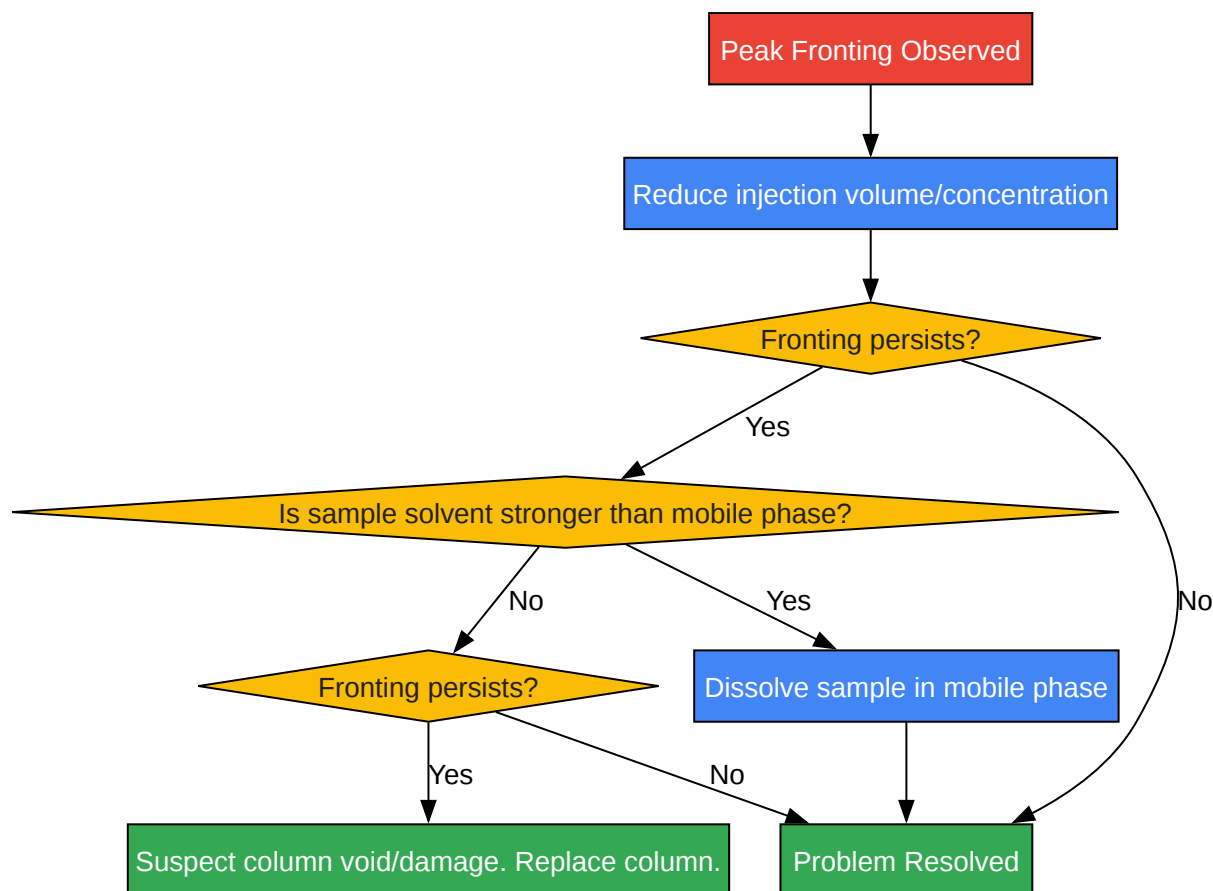 Peak Fronting Observed
Reduce injection volume/concentration
Fronting persists?
Yes
Is sample solvent stronger than mobile phase?
No
Yes
No
Fronting persists?
Dissolve sample in mobile phase
Yes
No
Suspect column void/damage. Replace column.
Problem Resolved